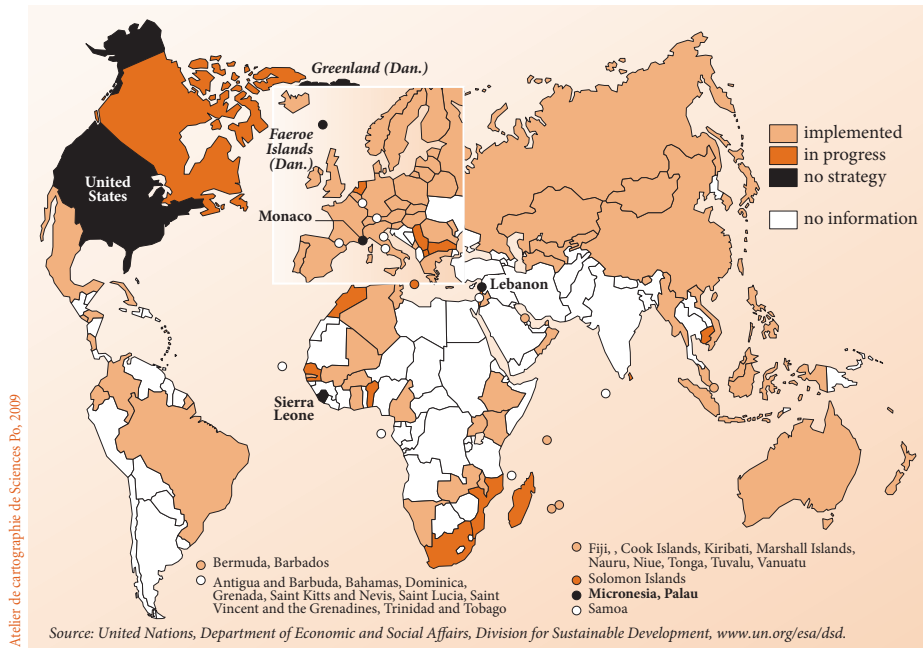 Greenland (Dan.)
Faeroe
Islands
(Dan.)
implemented
in progress
no strategy
no information
United
States
Monaco
Lebanon
Sierra
Leone
Bermuda, Barbados
Antigua and Barbuda, Bahamas, Dominica,
Grenada, Saint Kitts and Nevis, Saint Lucia, Saint
Vincent and the Grenadines, Trinidad and Tobago
Fiji, , Cook Islands, Kiribati, Marshall Islands,
Nauru, Niue, Tonga, Tuvalu, Vanuatu
Solomon Islands
Micronesia, Palau
Samoa
Source: United Nations, Department of Economic and Social Affairs, Division for Sustainable Development, www.un.org/esa/dsd.
Atelier de cartographie de Sciences Po, 2009